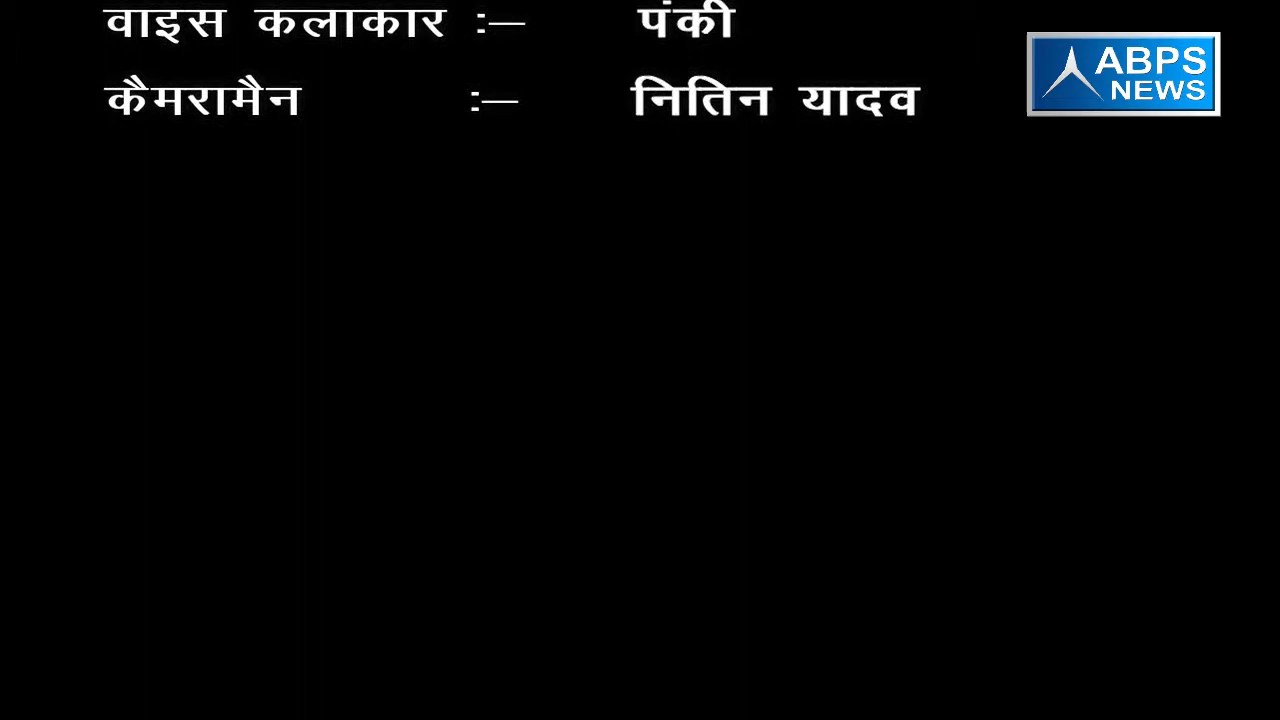 वाइस कलाकार :– पंकी
कैमरामैन :– नितिन यादव
ABPS
NEWS